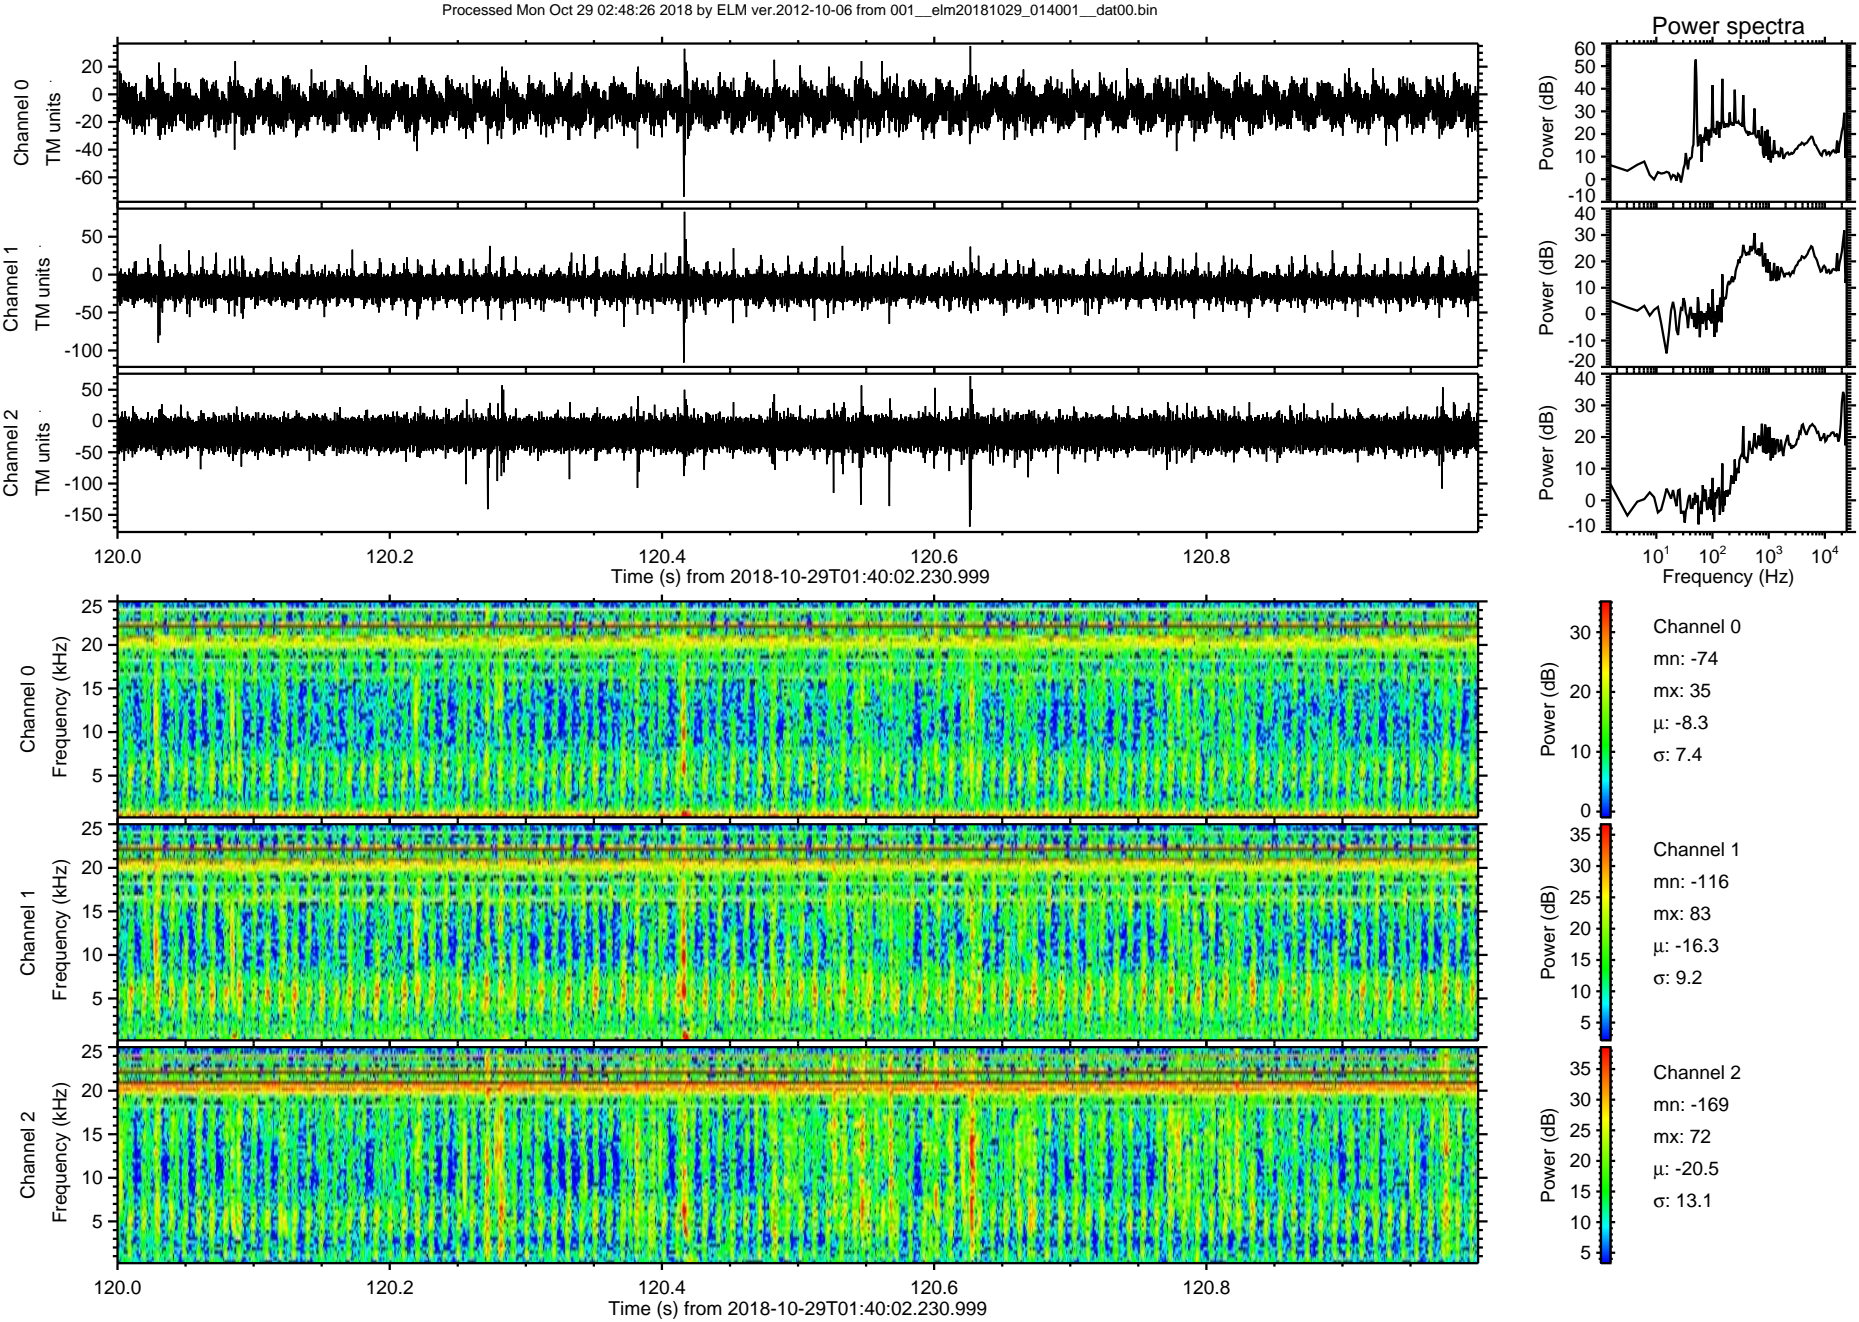 Processed Mon Oct 29 02:48:26 2018 by ELM ver.2012-10-06 from 001__elm20181029_014001__dat00.bin
Power spectra
Channel 0
TM units
20
0
-20
-40
-60
Power (dB)
60
50
40
30
20
10
0
-10
Channel 1
TM units
50
0
-50
-100
Power (dB)
40
30
20
10
0
-10
-20
Channel 2
TM units
50
0
-50
-100
-150
Power (dB)
40
30
20
10
0
-10
120.0 120.2 120.4 120.6 120.8
Time (s) from 2018-10-29T01:40:02.230.999
10^1 10^2 10^3 10^4
Frequency (Hz)
Channel 0
Frequency (kHz)
25
20
15
10
5
Power (dB)
30
20
10
0
Channel 0
mn: -74
mx: 35
μ: -8.3
σ: 7.4
Channel 1
Frequency (kHz)
25
20
15
10
5
Power (dB)
35
30
25
20
15
10
5
Channel 1
mn: -116
mx: 83
μ: -16.3
σ: 9.2
Channel 2
Frequency (kHz)
25
20
15
10
5
Power (dB)
35
30
25
20
15
10
5
Channel 2
mn: -169
mx: 72
μ: -20.5
σ: 13.1
120.0 120.2 120.4 120.6 120.8
Time (s) from 2018-10-29T01:40:02.230.999